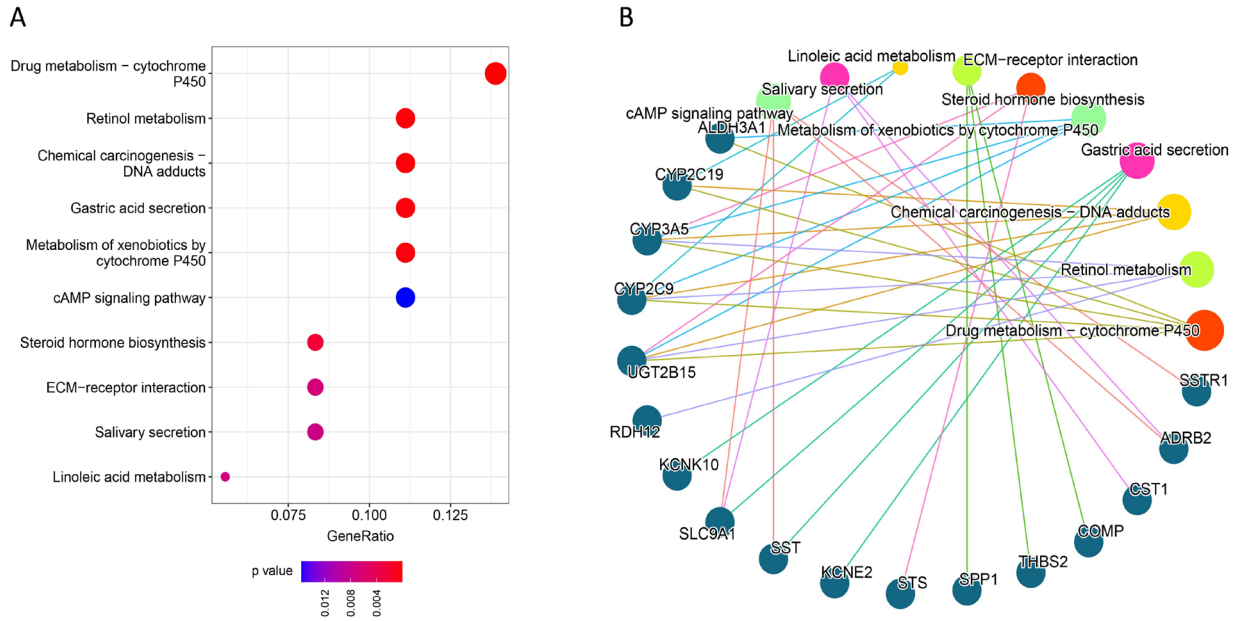 A
Drug metabolism − cytochrome
P450
Retinol metabolism
Chemical carcinogenesis −
DNA adducts
Gastric acid secretion
Metabolism of xenobiotics by
cytochrome P450
cAMP signaling pathway
Steroid hormone biosynthesis
ECM−receptor interaction
Salivary secretion
Linoleic acid metabolism
0.075 0.100 0.125
GeneRatio
p value
0.012 0.008 0.004
B
Linoleic acid metabolism
ECM−receptor interaction
Salivary secretion
Steroid hormone biosynthesis
cAMP signaling pathway
ALDH3A1
Metabolism of xenobiotics by cytochrome P450
Gastric acid secretion
CYP2C19
Chemical carcinogenesis − DNA adducts
CYP3A5
Retinol metabolism
CYP2C9
Drug metabolism − cytochrome P450
UGT2B15
SSTR1
RDH12
ADRB2
KCNK10
CST1
SLC9A1
COMP
SST
THBS2
KCNE2
STS
SPP1